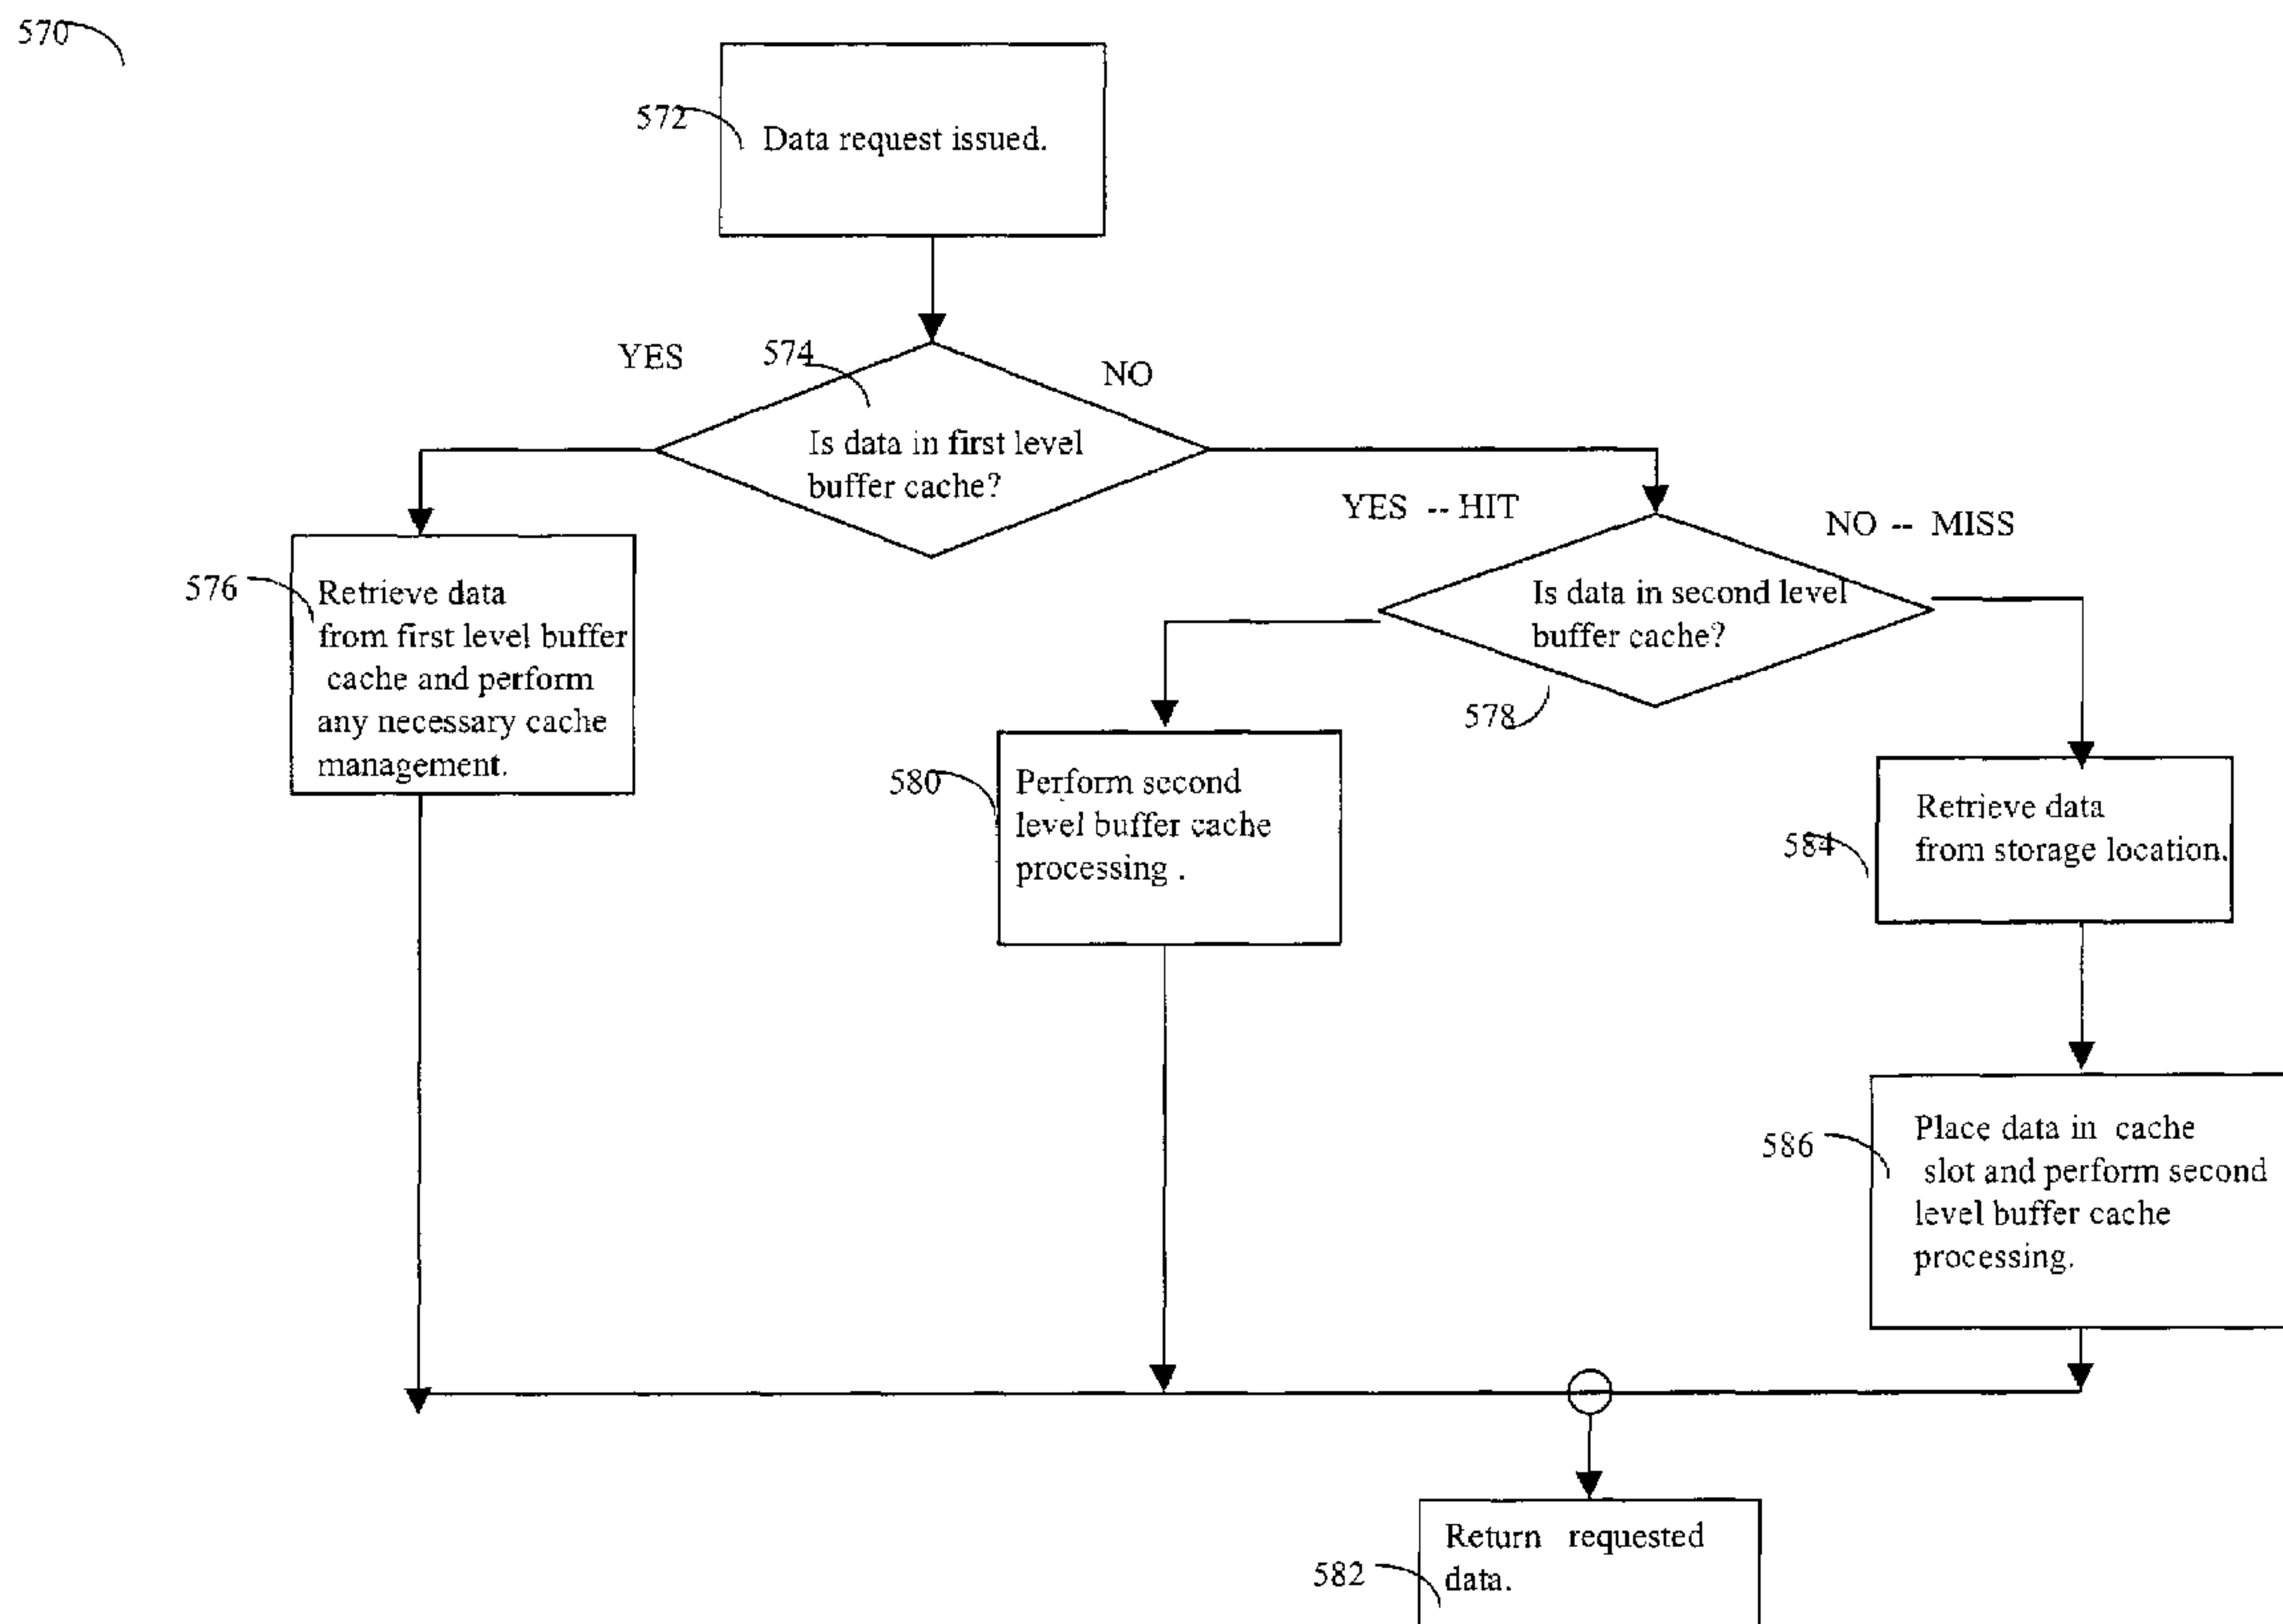 570
572
Data request issued.
YES
574
NO
Is data in first level
buffer cache?
YES -- HIT
NO -- MISS
576
Retrieve data
from first level buffer
cache and perform
any necessary cache
management.
Is data in second level
buffer cache?
578
580
Perform second
level buffer cache
processing .
584
Retrieve data
from storage location.
586
Place data in cache
slot and perform second
level buffer cache
processing.
582
Return requested
data.